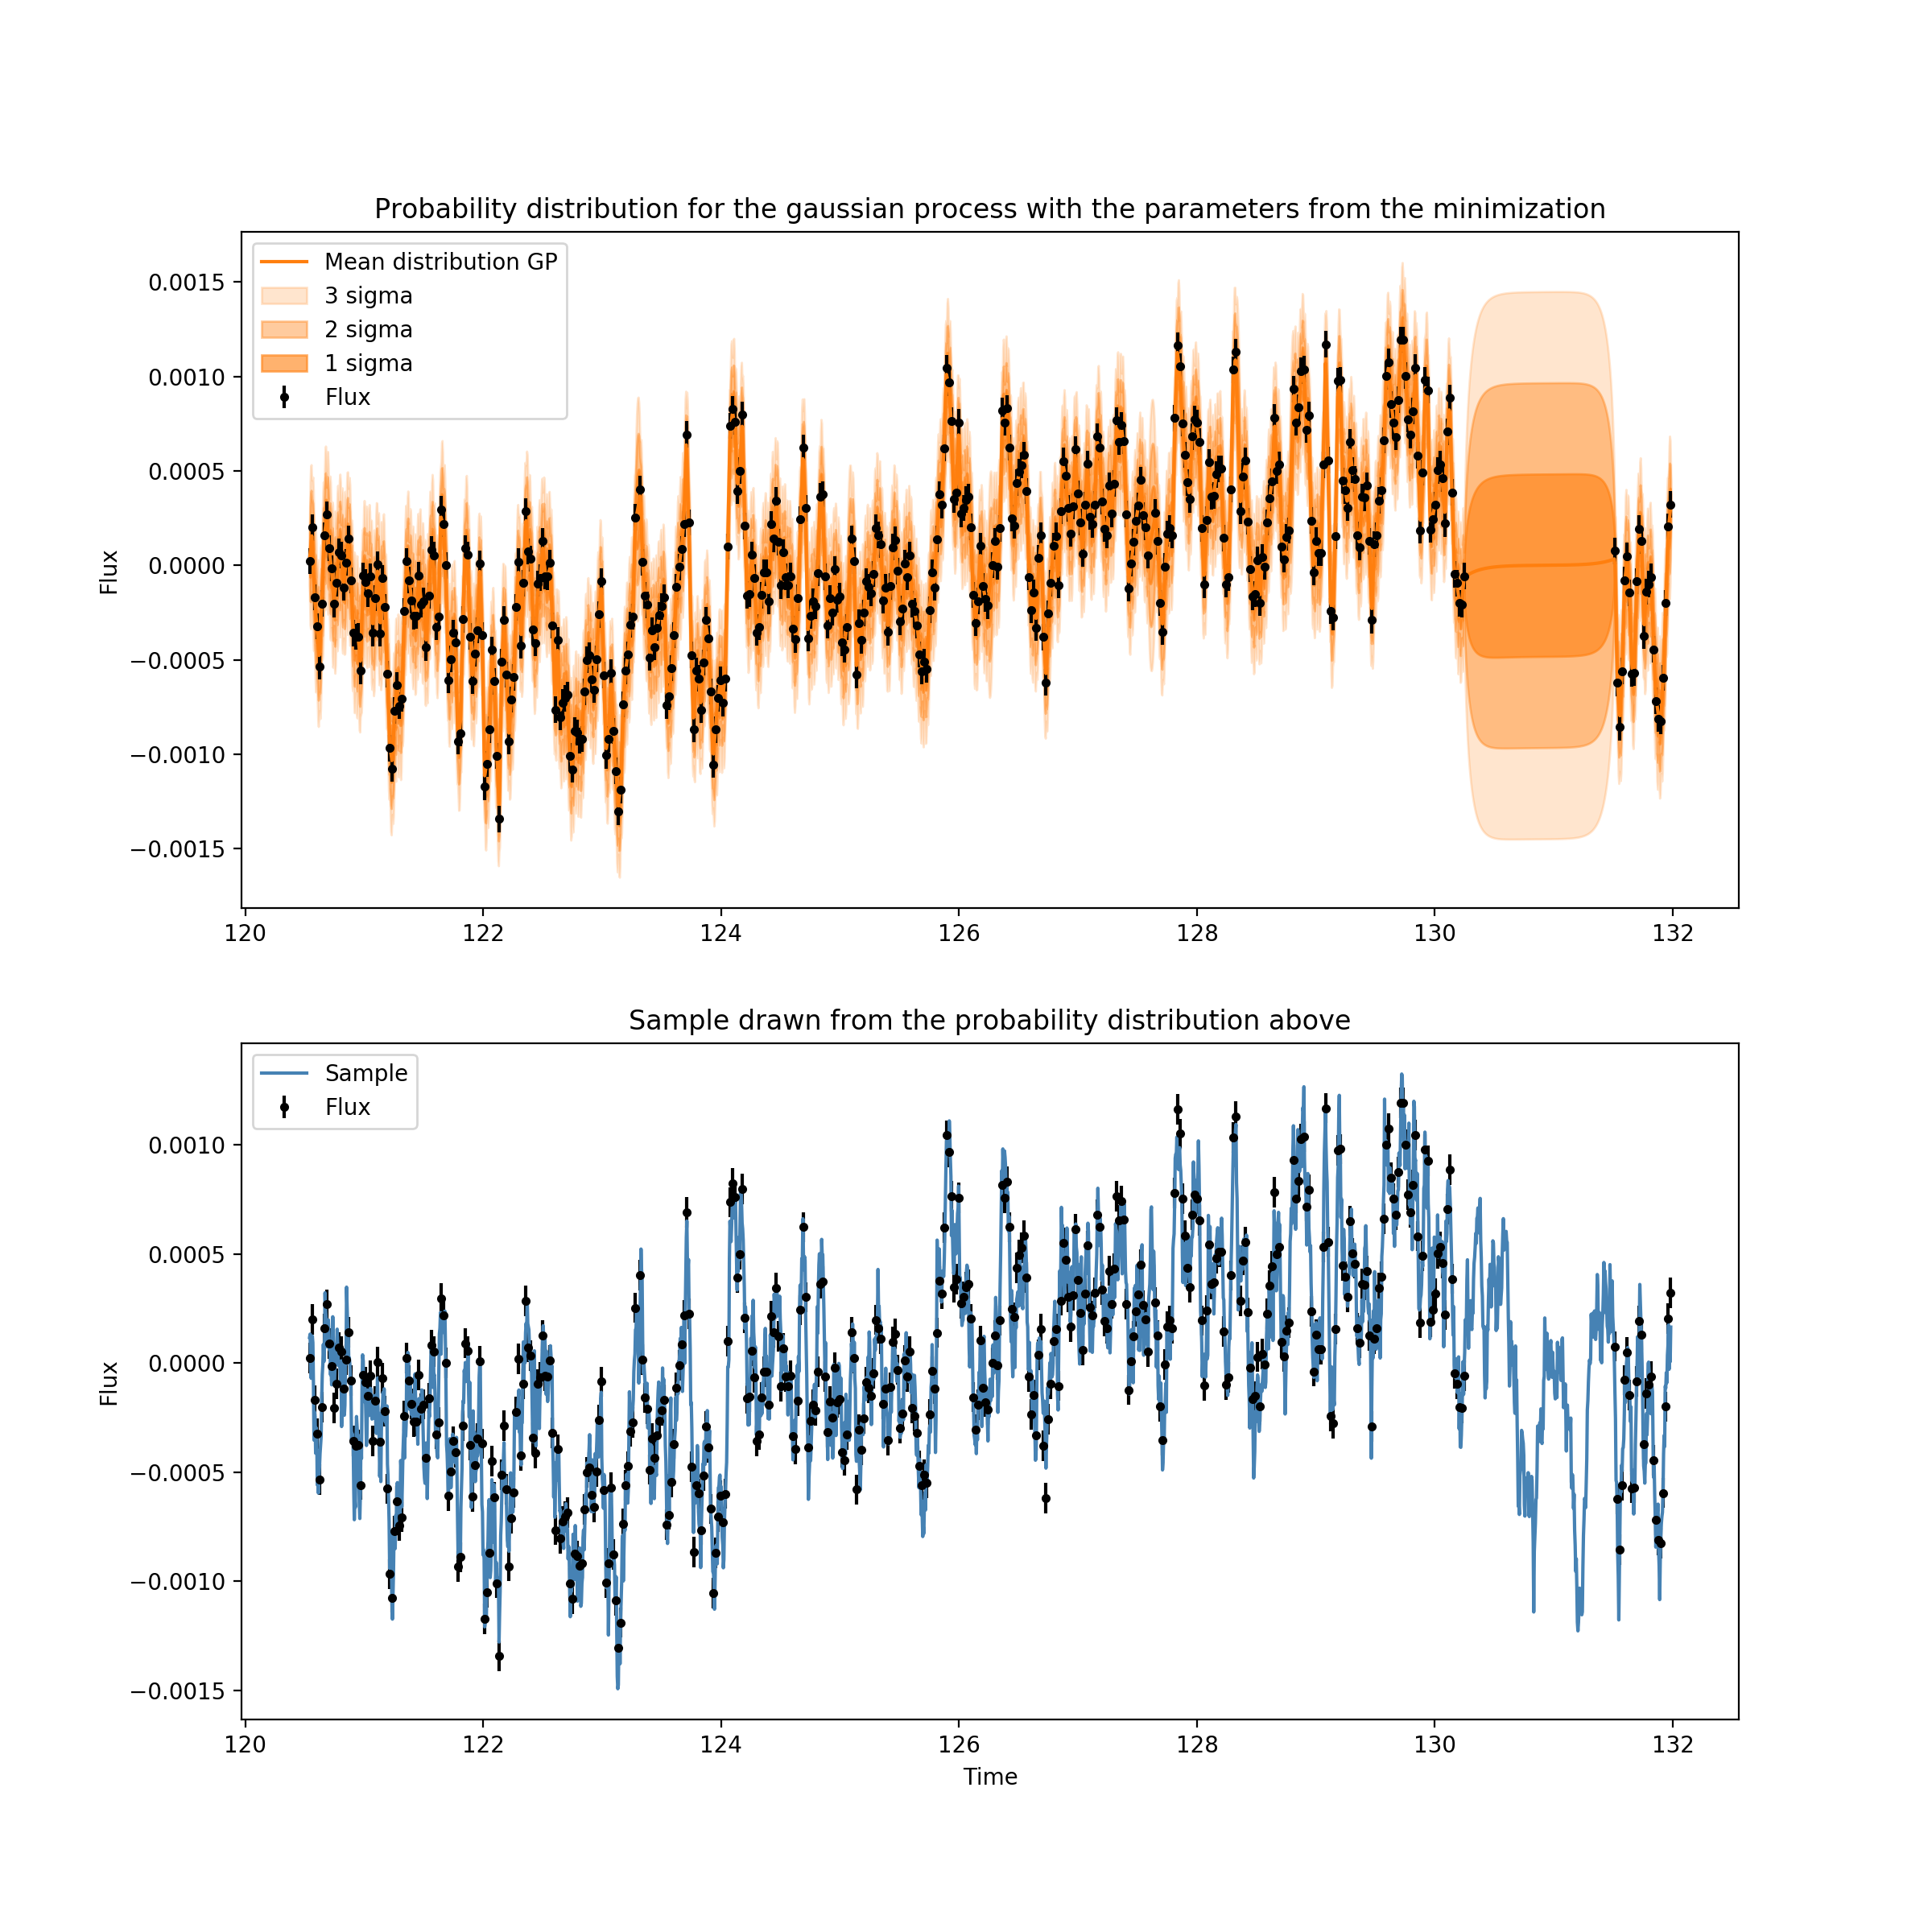 Probability distribution for the gaussian process with the parameters from the minimization
Mean distribution GP
3 sigma
2 sigma
1 sigma
Flux
Flux
0.0015
0.0010
0.0005
0.0000
−0.0005
−0.0010
−0.0015
120 122 124 126 128 130 132
Sample drawn from the probability distribution above
Sample
Flux
Flux
0.0010
0.0005
0.0000
−0.0005
−0.0010
−0.0015
120 122 124 126 128 130 132
Time